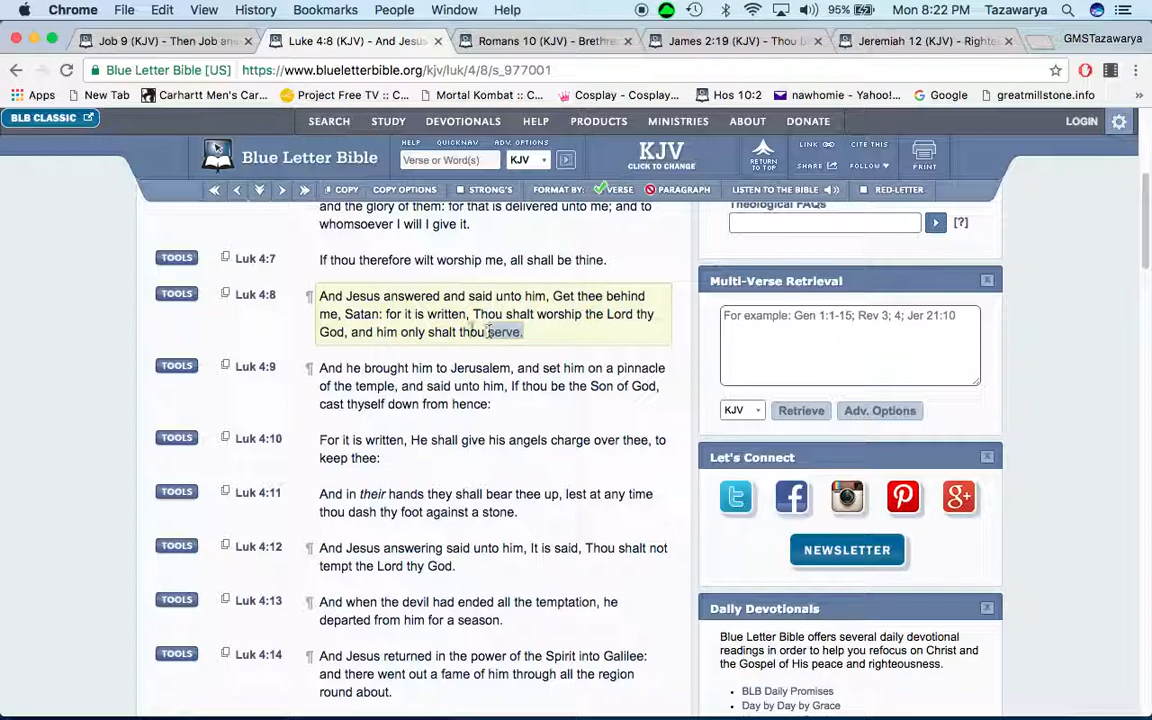 Chrome File Edit View History Bookmarks People Window Help 95% Mon 8:22 PM Tazawarya
Job 9 (KJV) - Then Job ans × Luke 4:8 (KJV) - And Jesus × Romans 10 (KJV) - Brethre × James 2:19 (KJV) - Thou b × Jeremiah 12 (KJV) - Righte × GMSTazawarya
Blue Letter Bible [US] https://www.blueletterbible.org/kjv/luk/4/8/s_977001
Apps New Tab Carhartt Men's Car... Project Free TV :: C... Mortal Kombat :: C... Cosplay - Cosplay... Hos 10:2 nawhomie - Yahoo!... Google greatmillstone.info »
BLB CLASSIC SEARCH STUDY DEVOTIONALS HELP PRODUCTS MINISTRIES ABOUT DONATE LOGIN
Blue Letter Bible
HELP QUICKNAV ADV. OPTIONS
Verse or Word(s) KJV
KJV
CLICK TO CHANGE
RETURN
TO TOP
LINK CITE THIS
SHARE FOLLOW
PRINT
COPY COPY OPTIONS STRONG'S FORMAT BY: VERSE PARAGRAPH LISTEN TO THE BIBLE RED-LETTER
and the glory of them: for that is delivered unto me; and to
whomsoever I will I give it.
TOOLS Luk 4:7 If thou therefore wilt worship me, all shall be thine.
TOOLS Luk 4:8 ¶ And Jesus answered and said unto him, Get thee behind
me, Satan: for it is written, Thou shalt worship the Lord thy
God, and him only shalt thou serve.
TOOLS Luk 4:9 ¶ And he brought him to Jerusalem, and set him on a pinnacle
of the temple, and said unto him, If thou be the Son of God,
cast thyself down from hence:
TOOLS Luk 4:10 For it is written, He shall give his angels charge over thee, to
keep thee:
TOOLS Luk 4:11 And in their hands they shall bear thee up, lest at any time
thou dash thy foot against a stone.
TOOLS Luk 4:12 ¶ And Jesus answering said unto him, It is said, Thou shalt not
tempt the Lord thy God.
TOOLS Luk 4:13 ¶ And when the devil had ended all the temptation, he
departed from him for a season.
TOOLS Luk 4:14 ¶ And Jesus returned in the power of the Spirit into Galilee:
and there went out a fame of him through all the region
round about.
Theological FAQs
[?]
Multi-Verse Retrieval
For example: Gen 1:1-15; Rev 3; 4; Jer 21:10
KJV Retrieve Adv. Options
Let's Connect
NEWSLETTER
Daily Devotionals
Blue Letter Bible offers several daily devotional
readings in order to help you refocus on Christ and
the Gospel of His peace and righteousness.
• BLB Daily Promises
• Day by Day by Grace